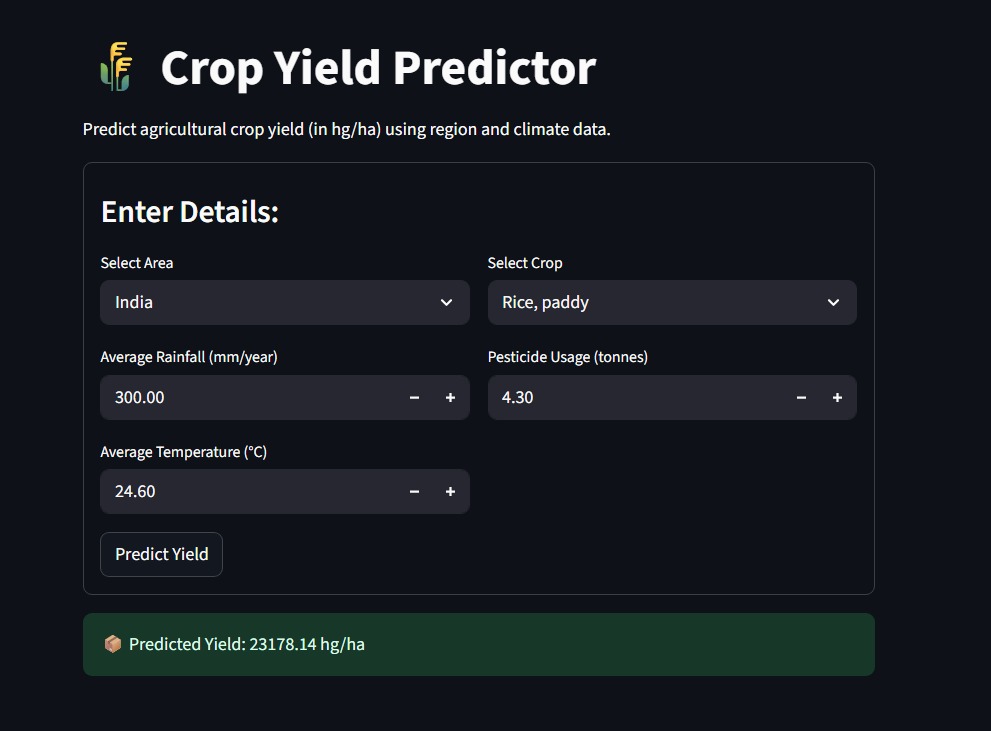 Crop Yield Predictor
Predict agricultural crop yield (in hg/ha) using region and climate data.
Enter Details:
Select Area
Select Crop
India
Rice, paddy
Average Rainfall (mm/year)
Pesticide Usage (tonnes)
300.00
4.30
Average Temperature (°C)
24.60
Predict Yield
Predicted Yield: 23178.14 hg/ha